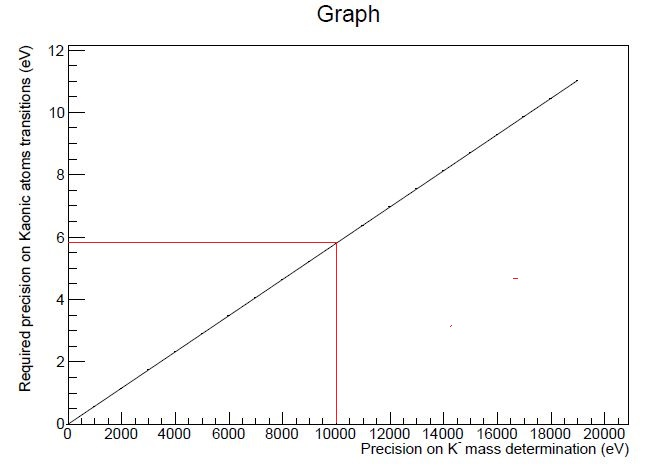 Graph
Required precision on Kaonic atoms transitions (eV)
12
10
8
6
4
2
0
0 2000 4000 6000 8000 10000 12000 14000 16000 18000 20000
Precision on K⁻ mass determination (eV)